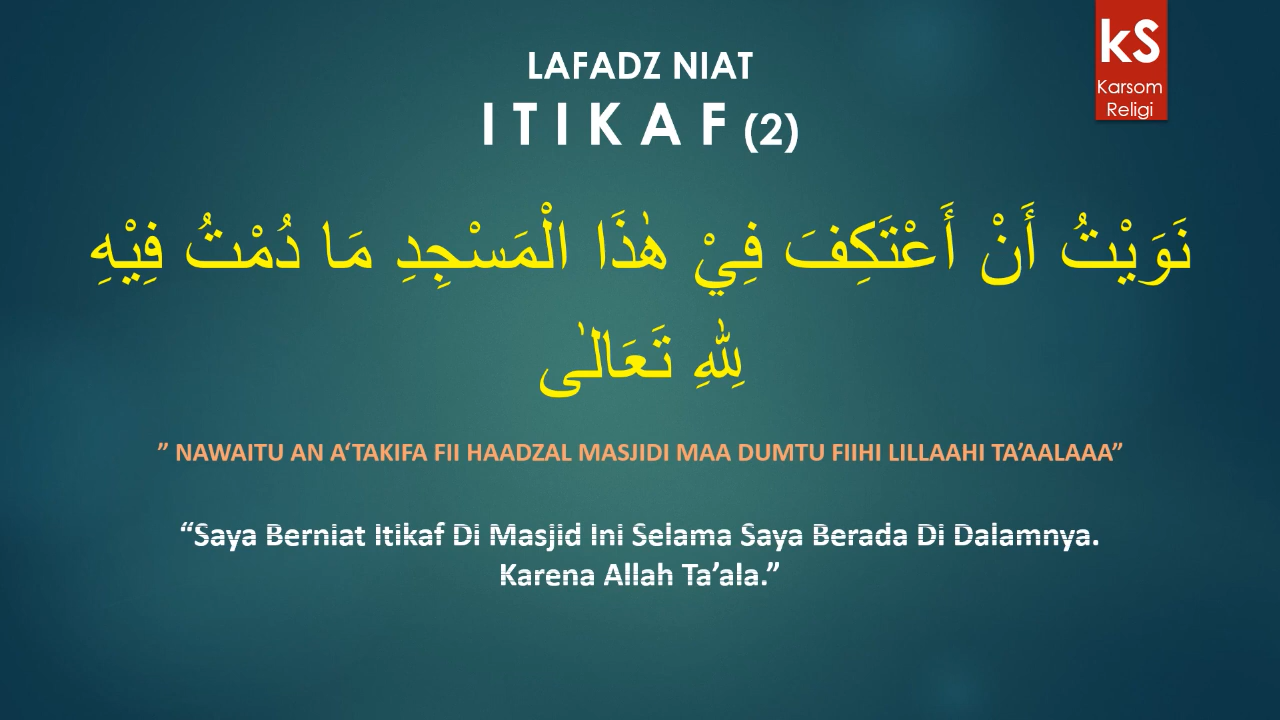 kS
Karsom
Religi
LAFADZ NIAT
I T I K A F (2)
نَوَيْتُ أَنْ أَعْتَكِفَ فِيْ هٰذَا الْمَسْجِدِ مَا دُمْتُ فِيْهِ
لِلّٰهِ تَعَالٰى
” NAWAITU AN A‘TAKIFA FII HAADZAL MASJIDI MAA DUMTU FIIHI LILLAAHI TA’AALAAA”
“Saya Berniat Itikaf Di Masjid Ini Selama Saya Berada Di Dalamnya.
Karena Allah Ta’ala.”